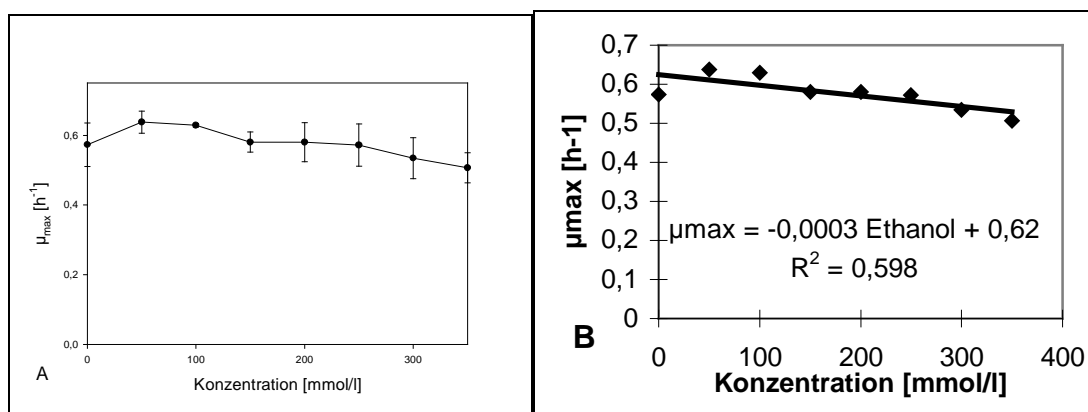 0,6
0,4
0,2
0,0
µmax [h-1]
0 100 200 300
Konzentration [mmol/l]
A
0,7
0,6
0,5
0,4
0,3
0,2
0,1
0
µmax [h-1]
µmax = -0,0003 Ethanol + 0,62
R2 = 0,598
0 100 200 300 400
Konzentration [mmol/l]
B